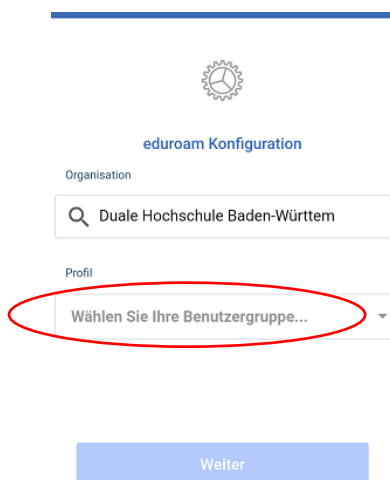 eduroam Konfiguration
Organisation
Duale Hochschule Baden-Württem
Profil
Wählen Sie Ihre Benutzergruppe...
Weiter